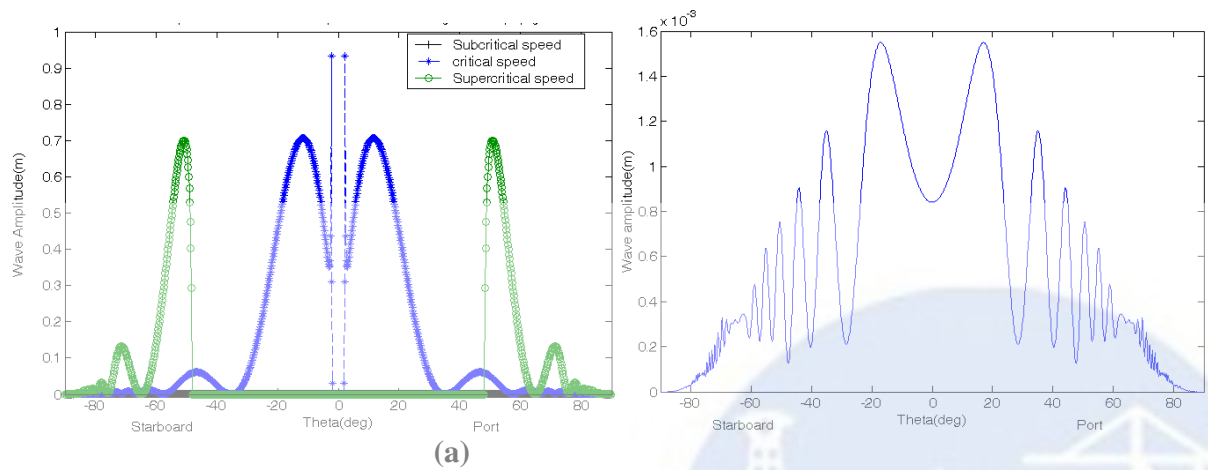 Subcritical speed
critical speed
Supercritical speed
1
0.9
0.8
0.7
0.6
0.5
0.4
0.3
0.2
0.1
0
Wave Amplitude(m)
-80 -60 -40 -20 0 20 40 60 80
Starboard Theta(deg) Port
(a)
1.6 × 10⁻³
1.4
1.2
1
0.8
0.6
0.4
0.2
0
Wave amplitude(m)
-80 -60 -40 -20 0 20 40 60 80
Starboard Theta(deg) Port